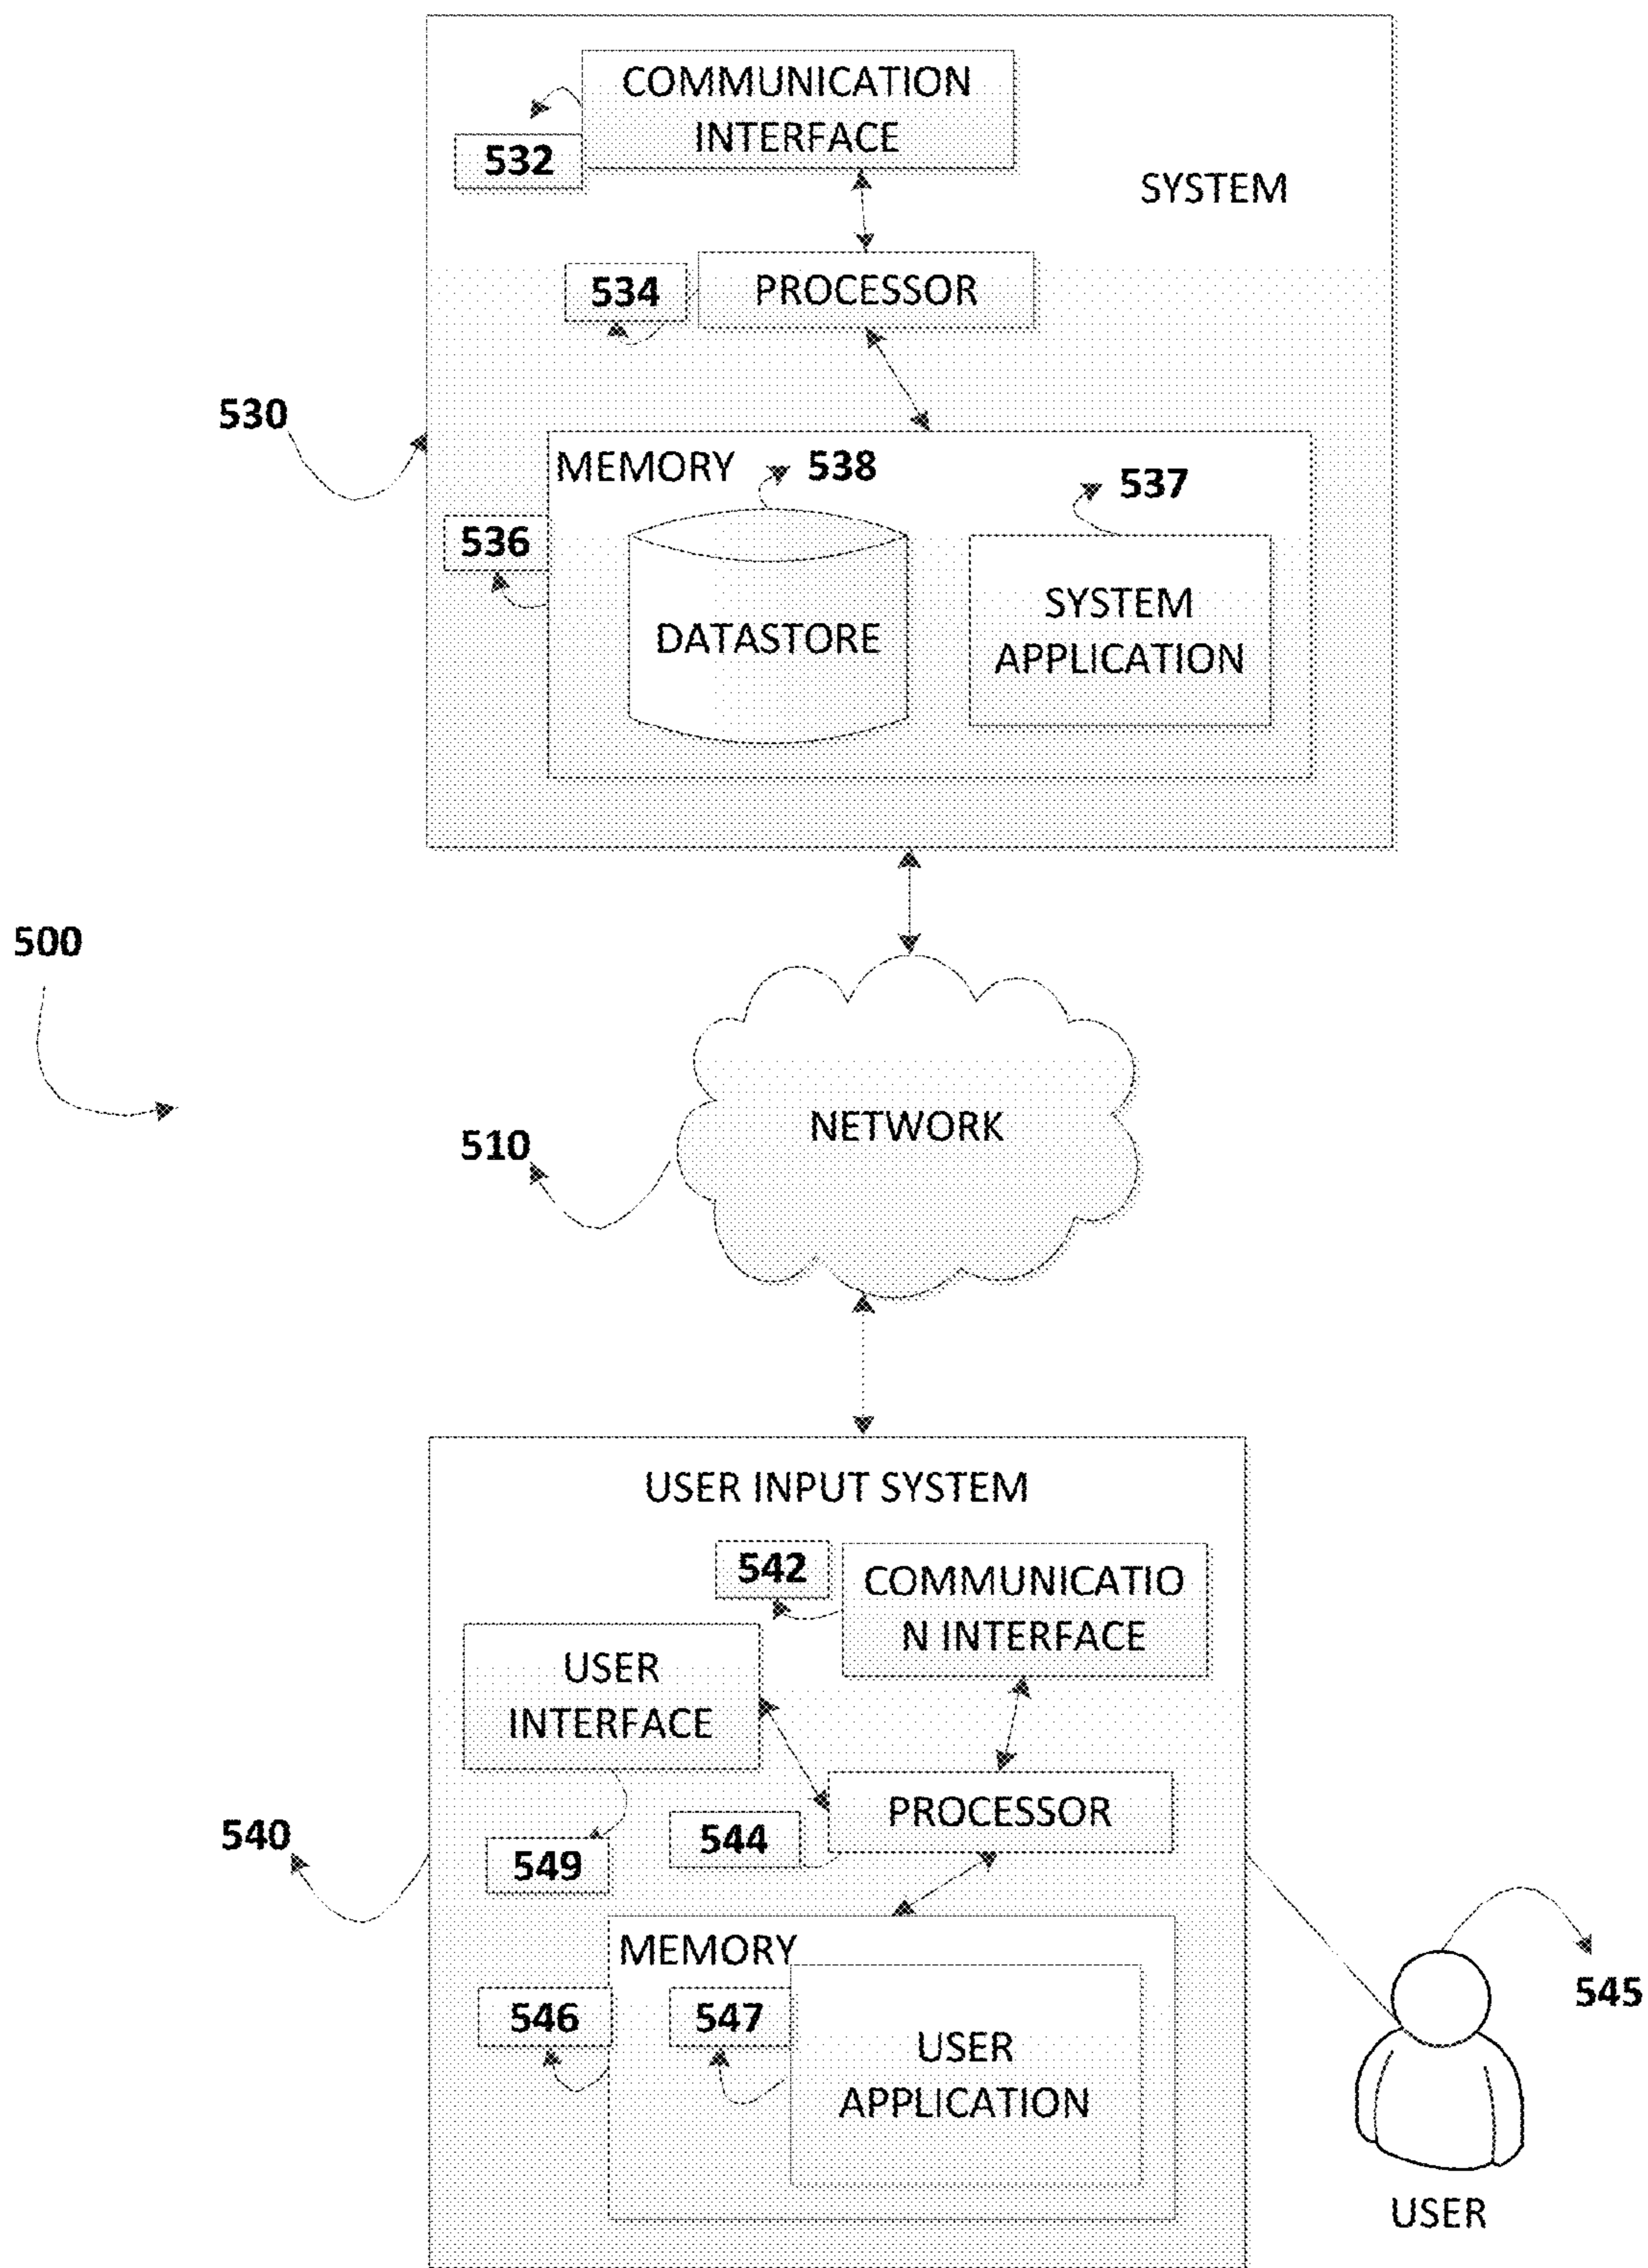 COMMUNICATION
INTERFACE
532
SYSTEM
534
PROCESSOR
530
MEMORY
538
537
536
DATASTORE
SYSTEM
APPLICATION
500
NETWORK
510
USER INPUT SYSTEM
542
COMMUNICATIO
N INTERFACE
USER
INTERFACE
PROCESSOR
544
540
549
MEMORY
546
547
USER
APPLICATION
545
USER